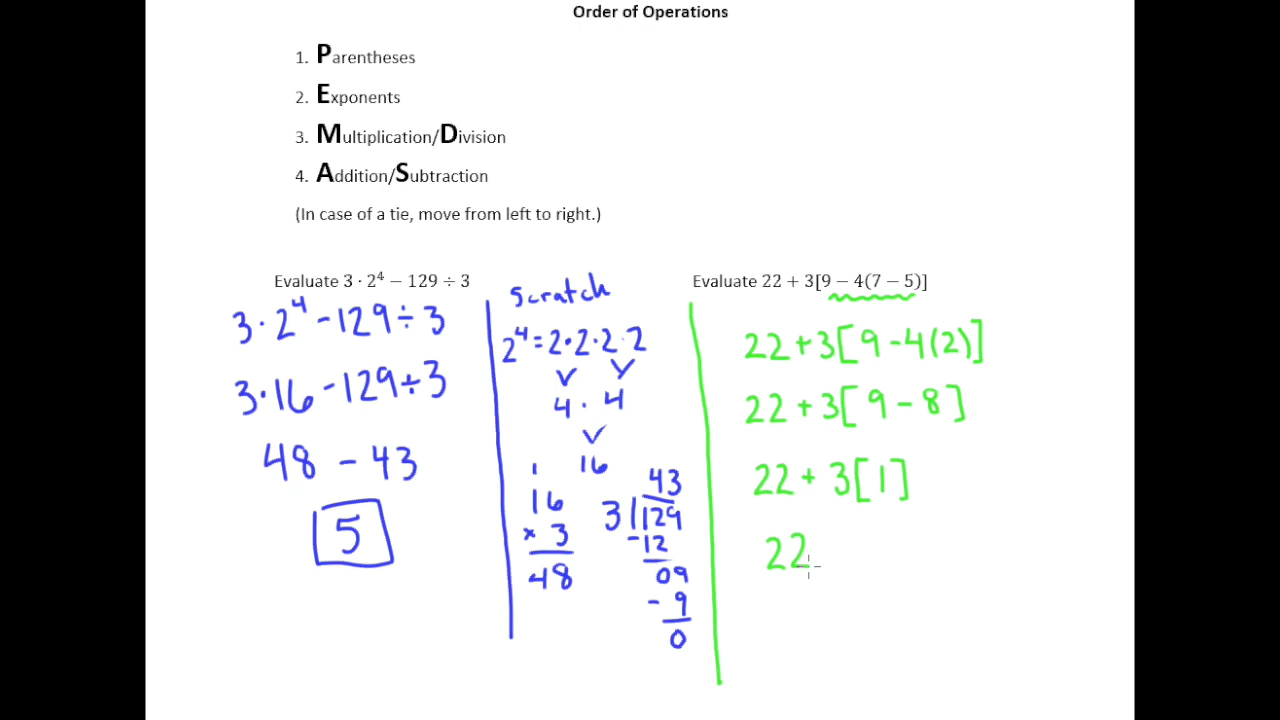 Order of Operations
1. Parentheses
2. Exponents
3. Multiplication/Division
4. Addition/Subtraction
(In case of a tie, move from left to right.)
Evaluate 3 · 2⁴ − 129 ÷ 3
3 · 2⁴ − 129 ÷ 3
3 · 16 − 129 ÷ 3
48 − 43
5
Scratch
2⁴ = 2 · 2 · 2 · 2
4 · 4
16
1
16
× 3
48
43
3 129
− 12
09
− 9
0
Evaluate 22 + 3[9 − 4(7 − 5)]
22 + 3[9 − 4(2)]
22 + 3[9 − 8]
22 + 3[1]
22